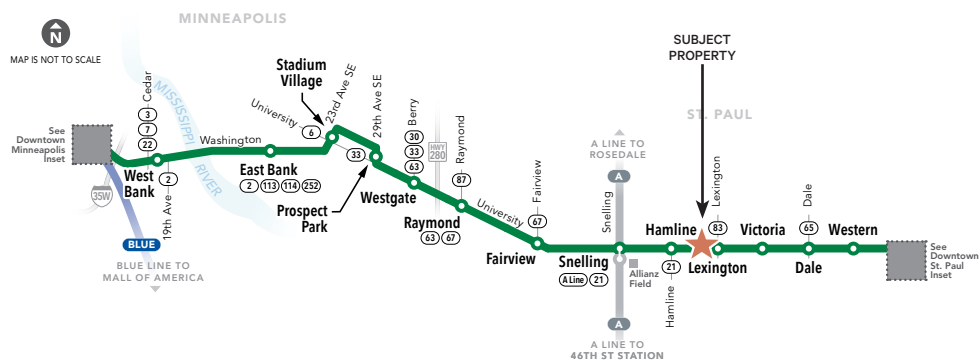 MINNEAPOLIS
N
MAP IS NOT TO SCALE
SUBJECT
PROPERTY
ST. PAUL
MISSISSIPPI
RIVER
See
Downtown
Minneapolis
Inset
35W
Cedar
3
7
22
West
Bank
2
19th Ave
BLUE
BLUE LINE TO
MALL OF AMERICA
Washington
East Bank
2 113 114 252
Stadium
Village
University
6
23rd Ave SE
33
29th Ave SE
Prospect
Park
Berry
30
33
63
Westgate
HWY
280
Raymond
87
Raymond
63 67
University
Fairview
67
Fairview
A LINE TO
ROSEDALE
A
Snelling
Snelling
A Line 21
Allianz
Field
A
A LINE TO
46TH ST STATION
Hamline
21
Hamline
Lexington
83
Lexington
Victoria
Dale
65
Dale
Western
See
Downtown
St. Paul
Inset